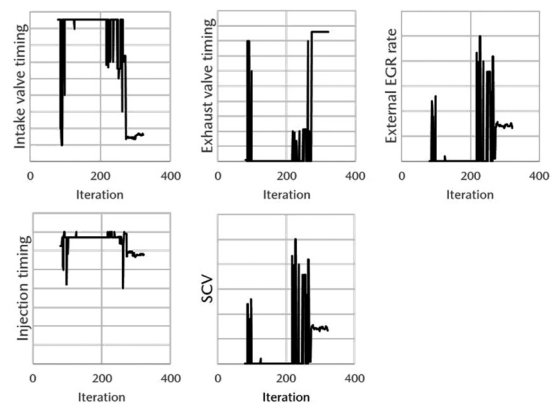 Intake valve timing
0
200
400
Iteration
Exhaust valve timing
0
200
400
Iteration
External EGR rate
0
200
400
Iteration
Injection timing
0
200
400
Iteration
SCV
0
200
400
Iteration